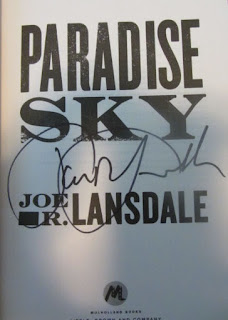 PARADISE
SKY
JOE
R. LANSDALE
M
MULHOLLAND BOOKS